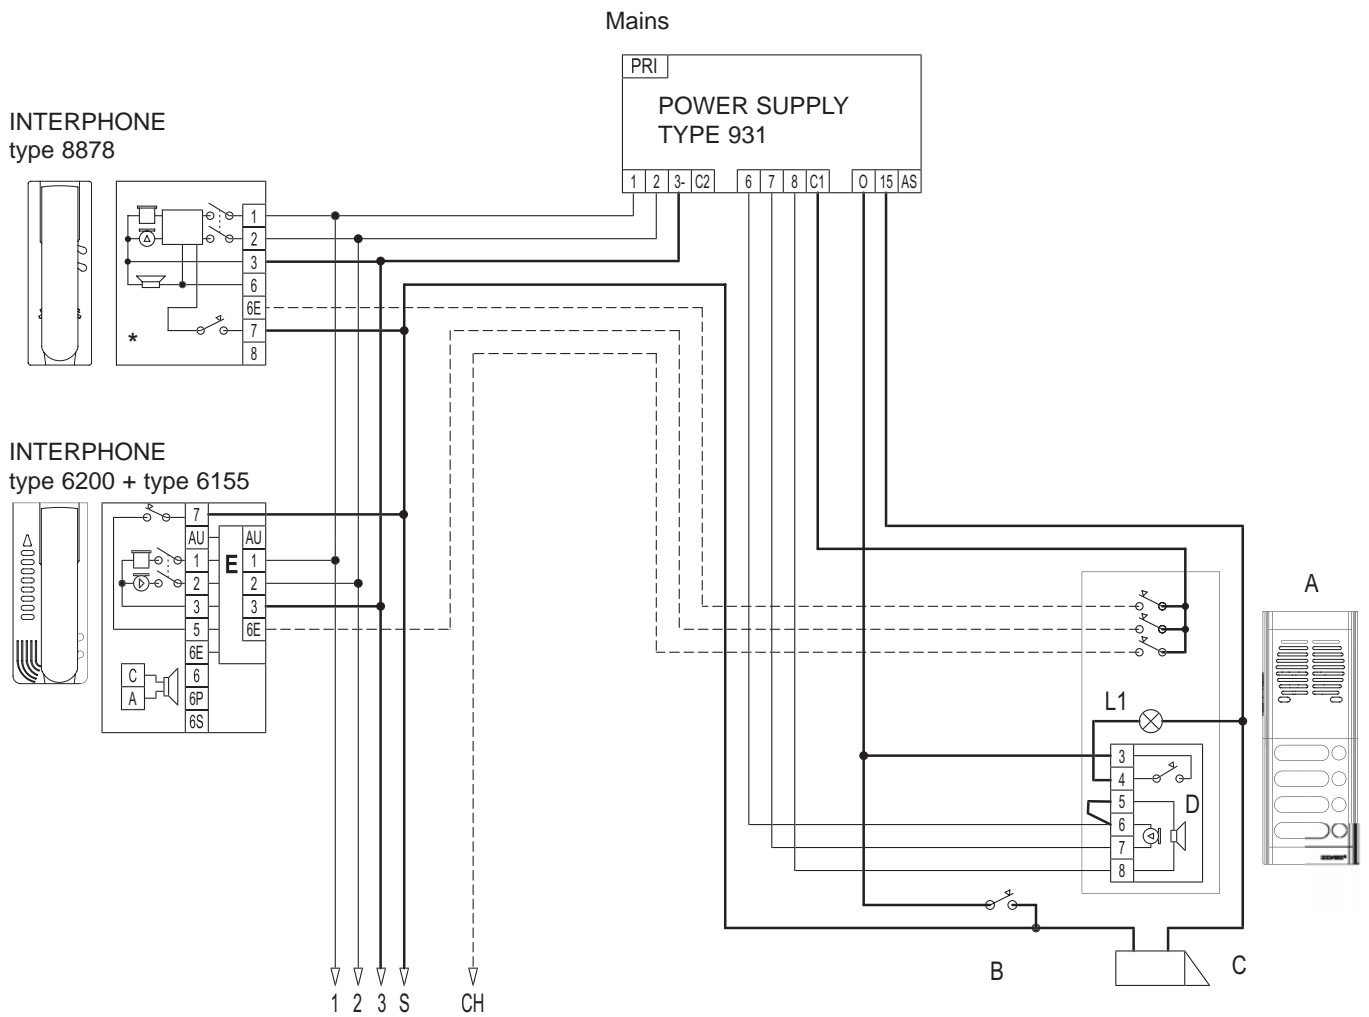 Mains
PRI
POWER SUPPLY
TYPE 931
1 2 3- C2 6 7 8 C1 O 15 AS
INTERPHONE
type 8878
1
2
3
6
6E
7
8
*
INTERPHONE
type 6200 + type 6155
7
AU
1
2
3
5
6E
6
6P
6S
E
AU
1
2
3
6E
C
A
A
L1
3
4
5
6
7
8
D
B
C
1 2 3 S CH